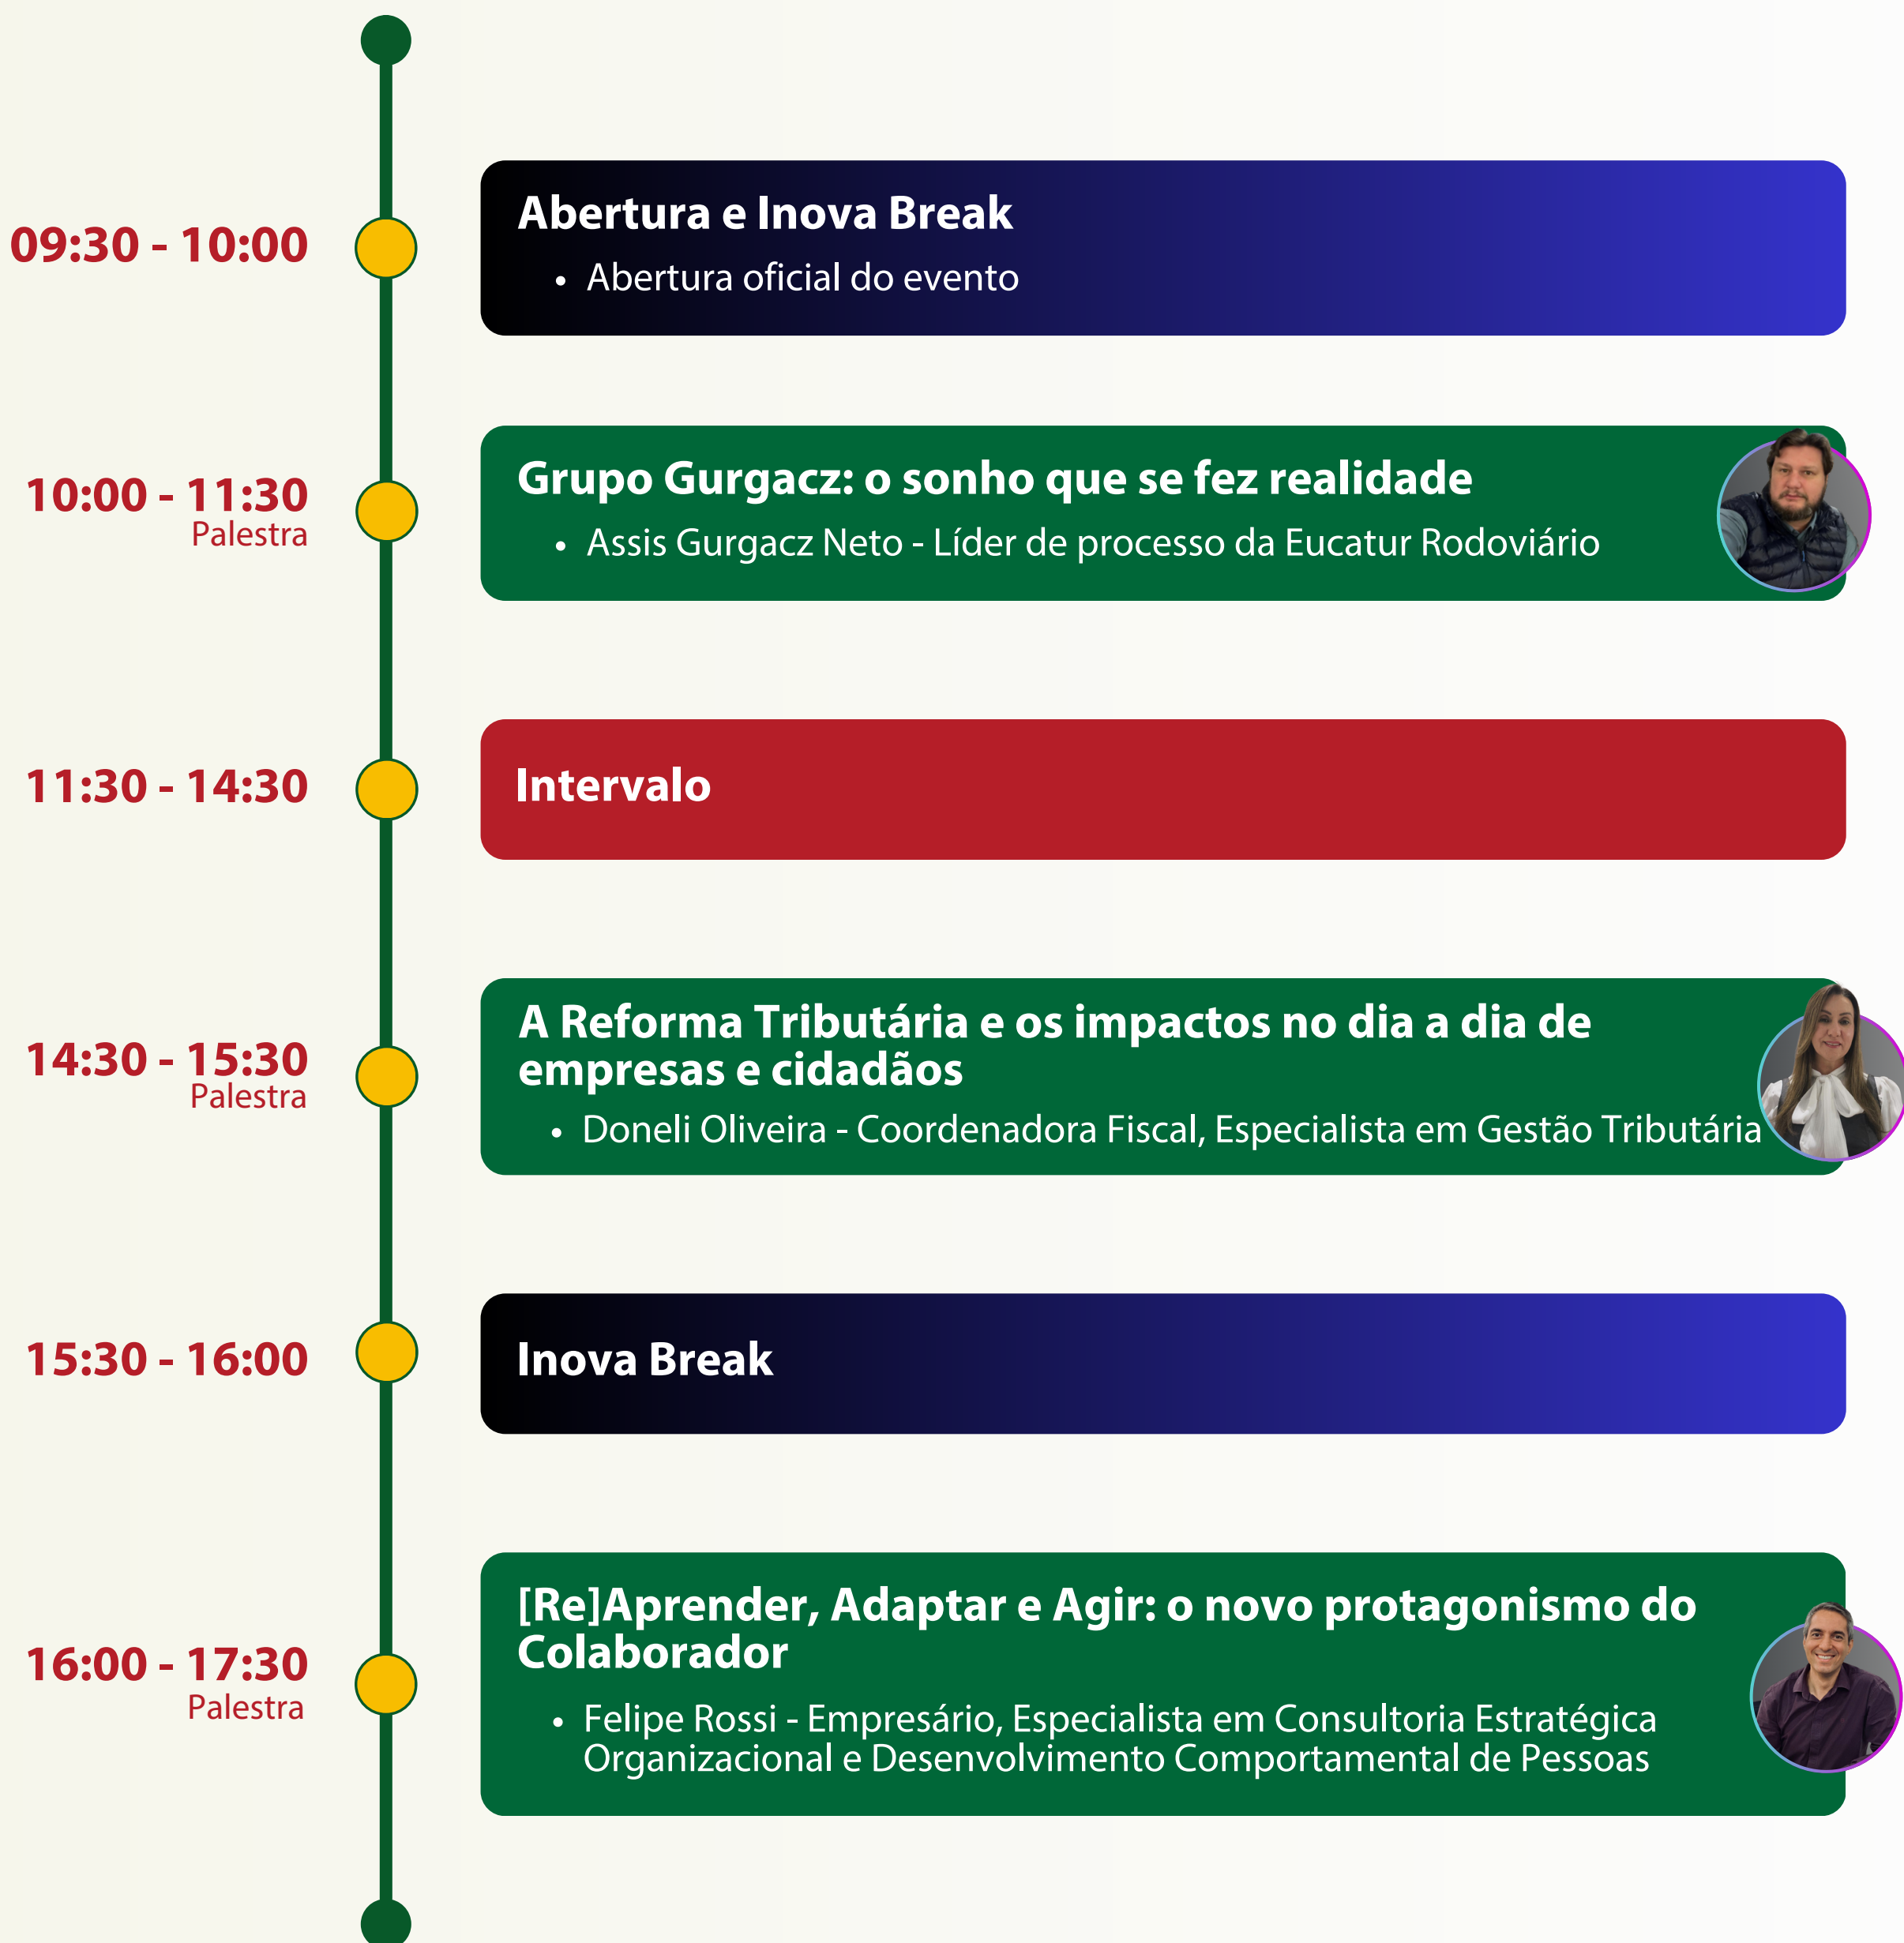 09:30 - 10:00
Abertura e Inova Break
• Abertura oficial do evento
10:00 - 11:30
Palestra
Grupo Gurgacz: o sonho que se fez realidade
• Assis Gurgacz Neto - Líder de processo da Eucatur Rodoviário
11:30 - 14:30
Intervalo
14:30 - 15:30
Palestra
A Reforma Tributária e os impactos no dia a dia de
empresas e cidadãos
• Doneli Oliveira - Coordenadora Fiscal, Especialista em Gestão Tributária
15:30 - 16:00
Inova Break
16:00 - 17:30
Palestra
[Re]Aprender, Adaptar e Agir: o novo protagonismo do
Colaborador
• Felipe Rossi - Empresário, Especialista em Consultoria Estratégica
Organizacional e Desenvolvimento Comportamental de Pessoas